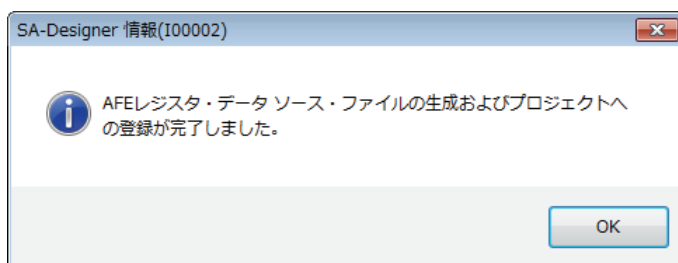 SA-Designer 情報(I00002)
AFEレジスタ・データ ソース・ファイルの生成およびプロジェクトへ
の登録が完了しました。
OK